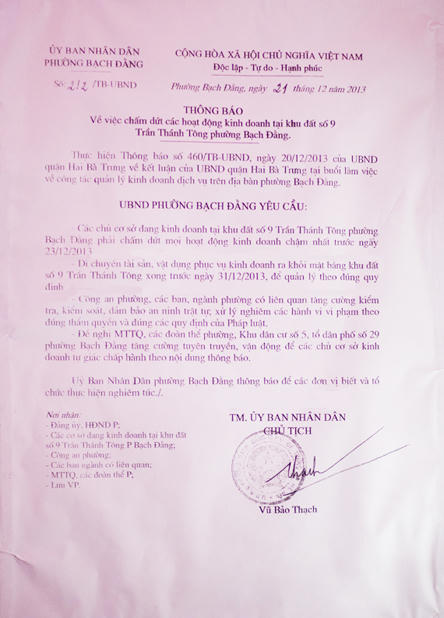 ỦY BAN NHÂN DÂN
PHƯỜNG BẠCH ĐẰNG
Số: 212 /TB-UBND
CỘNG HÒA XÃ HỘI CHỦ NGHĨA VIỆT NAM
Độc lập - Tự do - Hạnh phúc
Phường Bạch Đằng, ngày 21 tháng 12 năm 2013
THÔNG BÁO
Về việc chấm dứt các hoạt động kinh doanh tại khu đất số 9
Trần Thánh Tông phường Bạch Đằng.
Thực hiện Thông báo số 460/TB-UBND, ngày 20/12/2013 của UBND
quận Hai Bà Trưng về kết luận của UBND quận Hai Bà Trưng tại buổi làm việc
về công tác quản lý kinh doanh dịch vụ trên địa bàn phường Bạch Đằng.
UBND PHƯỜNG BẠCH ĐẰNG YÊU CẦU:
- Các chủ cơ sở đang kinh doanh tại khu đất số 9 Trần Thánh Tông phường
Bạch Đằng phải chấm dứt mọi hoạt động kinh doanh chậm nhất trước ngày
23/12/2013
- Di chuyển tài sản, vật dụng phục vụ kinh doanh ra khỏi mặt bằng khu đất
số 9 Trần Thánh Tông xong trước ngày 31/12/2013, để quản lý theo đúng quy
định
- Công an phường, các ban, ngành phường có liên quan tăng cường kiểm
tra, kiểm soát, đảm bảo an ninh trật tự, xử lý nghiêm các hành vi vi phạm theo
đúng thẩm quyền và đúng các quy định của Pháp luật.
- Đề nghị MTTQ, các đoàn thể phường, Khu dân cư số 5, tổ dân phố số 29
phường Bạch Đằng tăng cường tuyên truyền, vận động để các chủ cơ sở kinh
doanh tự giác chấp hành theo nội dung thông báo.
Uỷ Ban Nhân Dân phường Bạch Đằng thông báo để các đơn vị biết và tổ
chức thực hiện nghiêm túc./.
Nơi nhận:
- Đảng ủy, HĐND P;
- Các cơ sở đang kinh doanh tại khu đất
số 9 Trần Thánh Tông P Bạch Đằng;
- Công an phường;
- Các ban ngành có liên quan;
- MTTQ, các đoàn thể P;
- Lưu VP.
TM. ỦY BAN NHÂN DÂN
CHỦ TỊCH
Thạch
Vũ Bảo Thạch